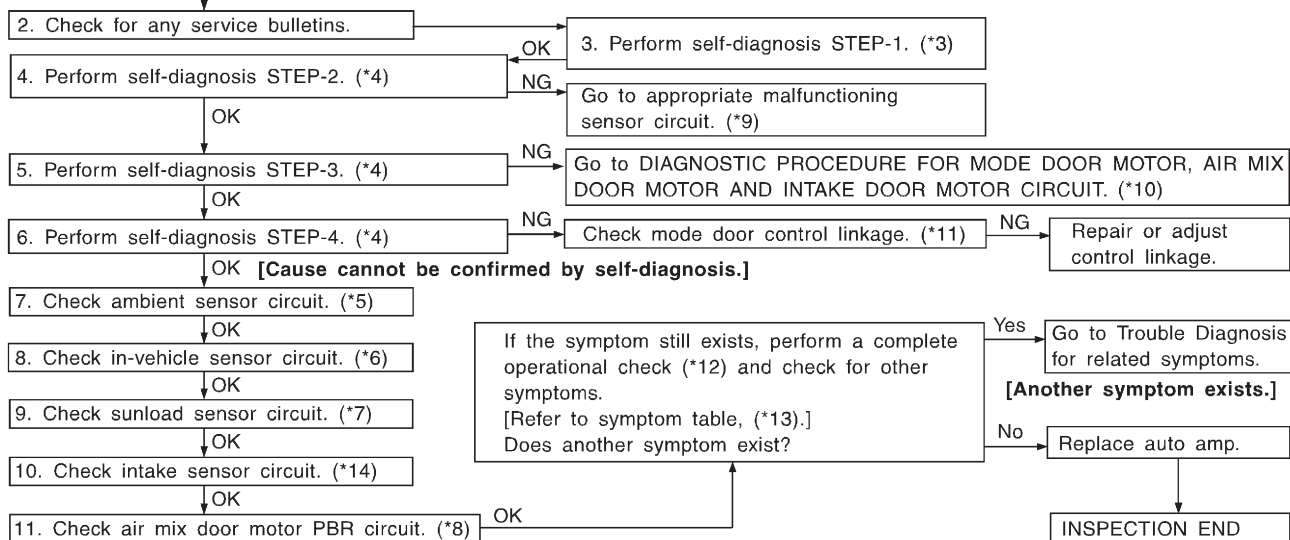 2. Check for any service bulletins.
3. Perform self-diagnosis STEP-1. (*3)
OK
4. Perform self-diagnosis STEP-2. (*4)
NG
Go to appropriate malfunctioning
sensor circuit. (*9)
OK
5. Perform self-diagnosis STEP-3. (*4)
NG
Go to DIAGNOSTIC PROCEDURE FOR MODE DOOR MOTOR, AIR MIX
DOOR MOTOR AND INTAKE DOOR MOTOR CIRCUIT. (*10)
OK
6. Perform self-diagnosis STEP-4. (*4)
NG
Check mode door control linkage. (*11)
NG
Repair or adjust
control linkage.
OK
[Cause cannot be confirmed by self-diagnosis.]
7. Check ambient sensor circuit. (*5)
OK
8. Check in-vehicle sensor circuit. (*6)
OK
9. Check sunload sensor circuit. (*7)
OK
10. Check intake sensor circuit. (*14)
OK
11. Check air mix door motor PBR circuit. (*8)
OK
If the symptom still exists, perform a complete
operational check (*12) and check for other
symptoms.
[Refer to symptom table, (*13).]
Does another symptom exist?
Yes
Go to Trouble Diagnosis
for related symptoms.
[Another symptom exists.]
No
Replace auto amp.
INSPECTION END